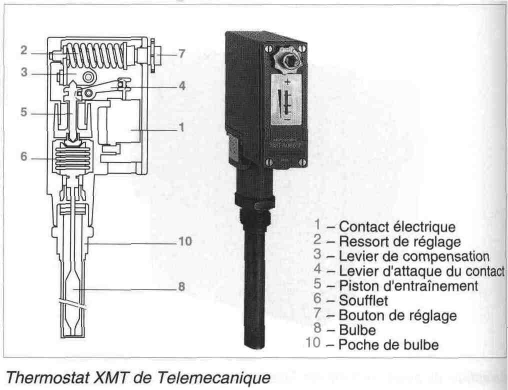 2
7
3
4
5
1
6
10
8
+
–
1 – Contact électrique
2 – Ressort de réglage
3 – Levier de compensation
4 – Levier d'attaque du contact
5 – Piston d'entraînement
6 – Soufflet
7 – Bouton de réglage
8 – Bulbe
10 – Poche de bulbe
Thermostat XMT de Telemecanique